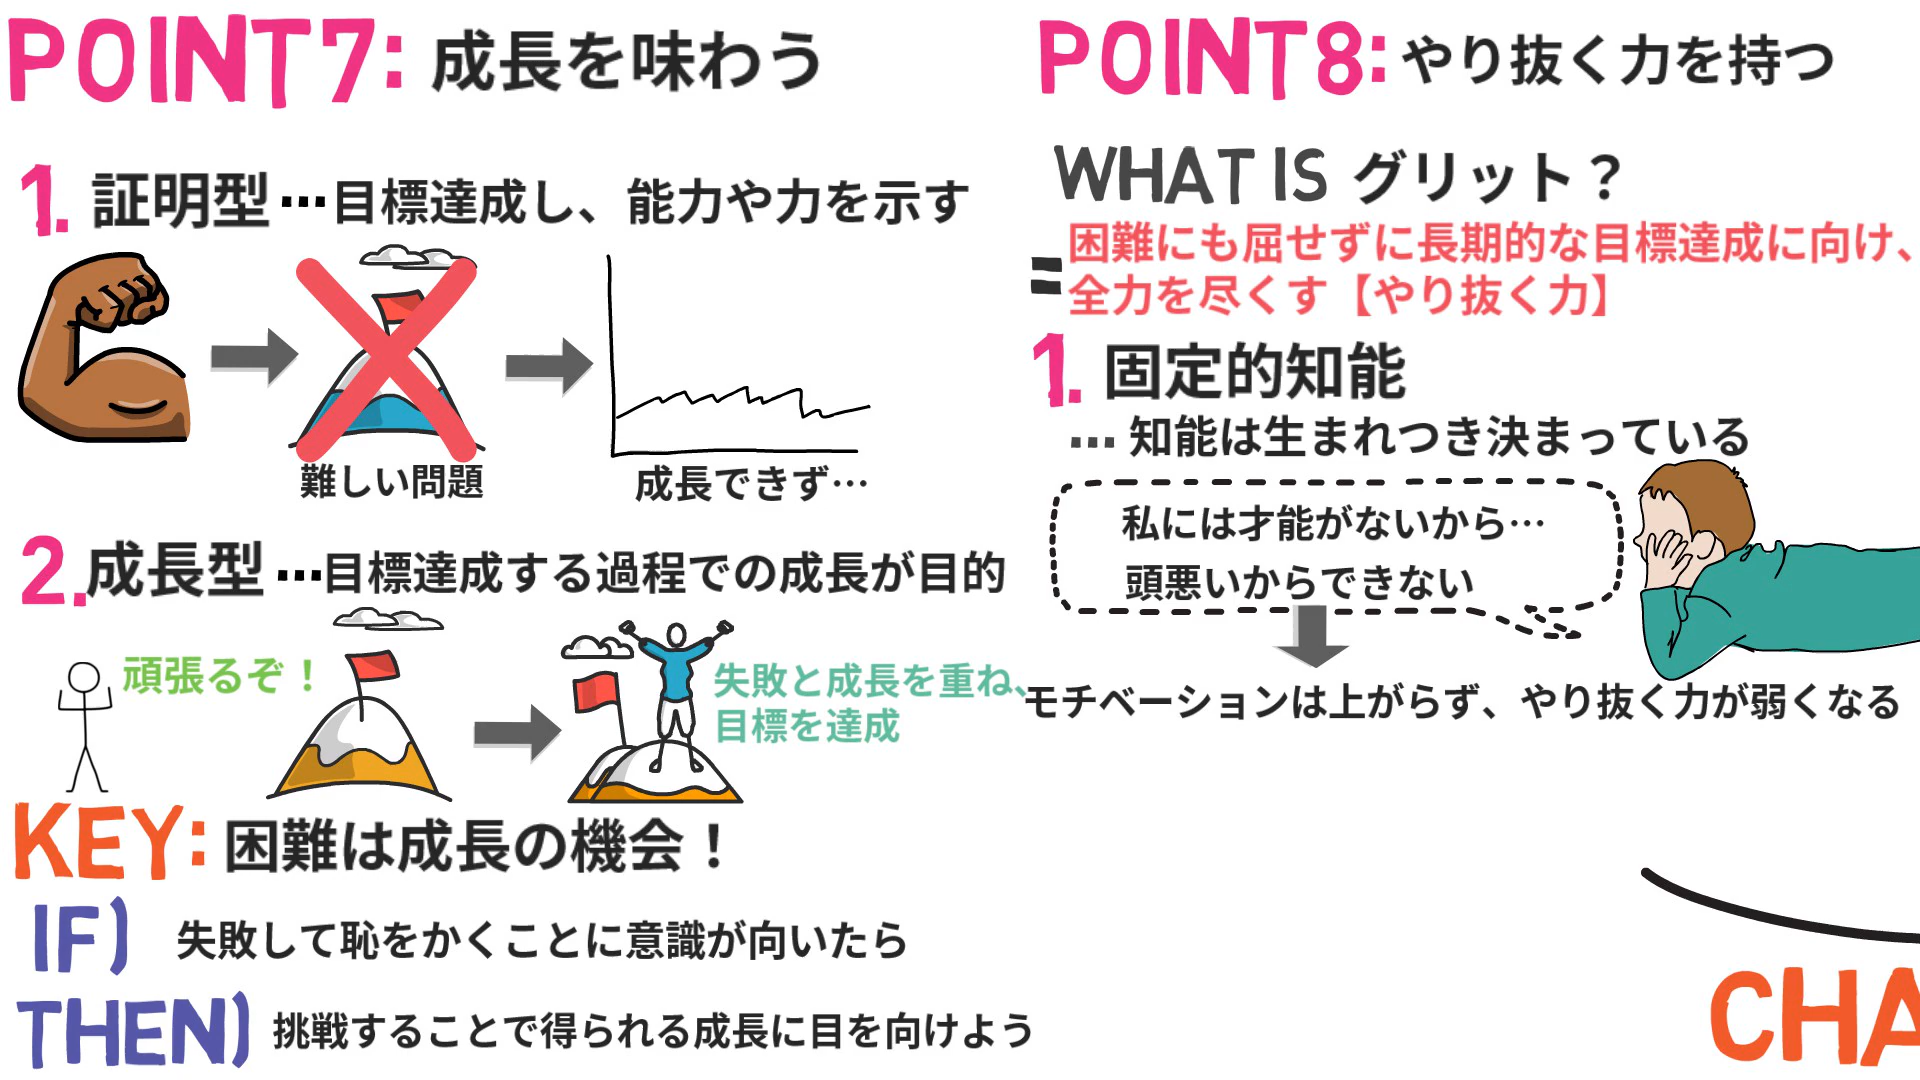 POINT7: 成長を味わう
1. 証明型…目標達成し、能力や力を示す
難しい問題
成長できず…
2. 成長型…目標達成する過程での成長が目的
頑張るぞ！
失敗と成長を重ね、
目標を達成
KEY: 困難は成長の機会！
IF) 失敗して恥をかくことに意識が向いたら
THEN) 挑戦することで得られる成長に目を向けよう
POINT8: やり抜く力を持つ
WHAT IS グリット？
=困難にも屈せずに長期的な目標達成に向け、
全力を尽くす【やり抜く力】
1. 固定的知能
… 知能は生まれつき決まっている
私には才能がないから…
頭悪いからできない
モチベーションは上がらず、やり抜く力が弱くなる
CHA